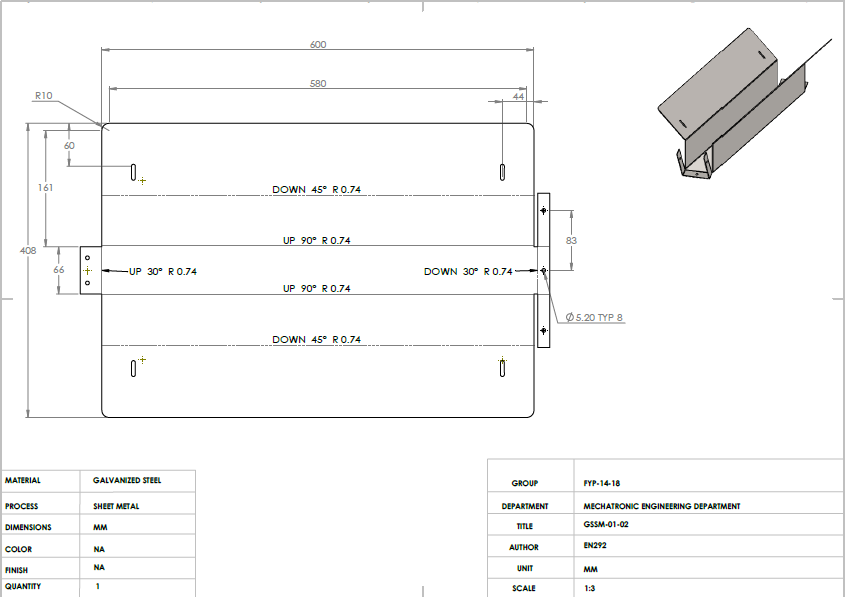 600
580
44
R10
60
161
DOWN 45° R 0.74
UP 90° R 0.74
83
408
66
UP 30° R 0.74
DOWN 30° R 0.74
UP 90° R 0.74
Ø5.20 TYP 8
DOWN 45° R 0.74
MATERIAL GALVANIZED STEEL
PROCESS SHEET METAL
DIMENSIONS MM
COLOR NA
FINISH NA
QUANTITY 1
GROUP FYP-14-18
DEPARTMENT MECHATRONIC ENGINEERING DEPARTMENT
TITLE GSSM-01-02
AUTHOR EN292
UNIT MM
SCALE 1:3